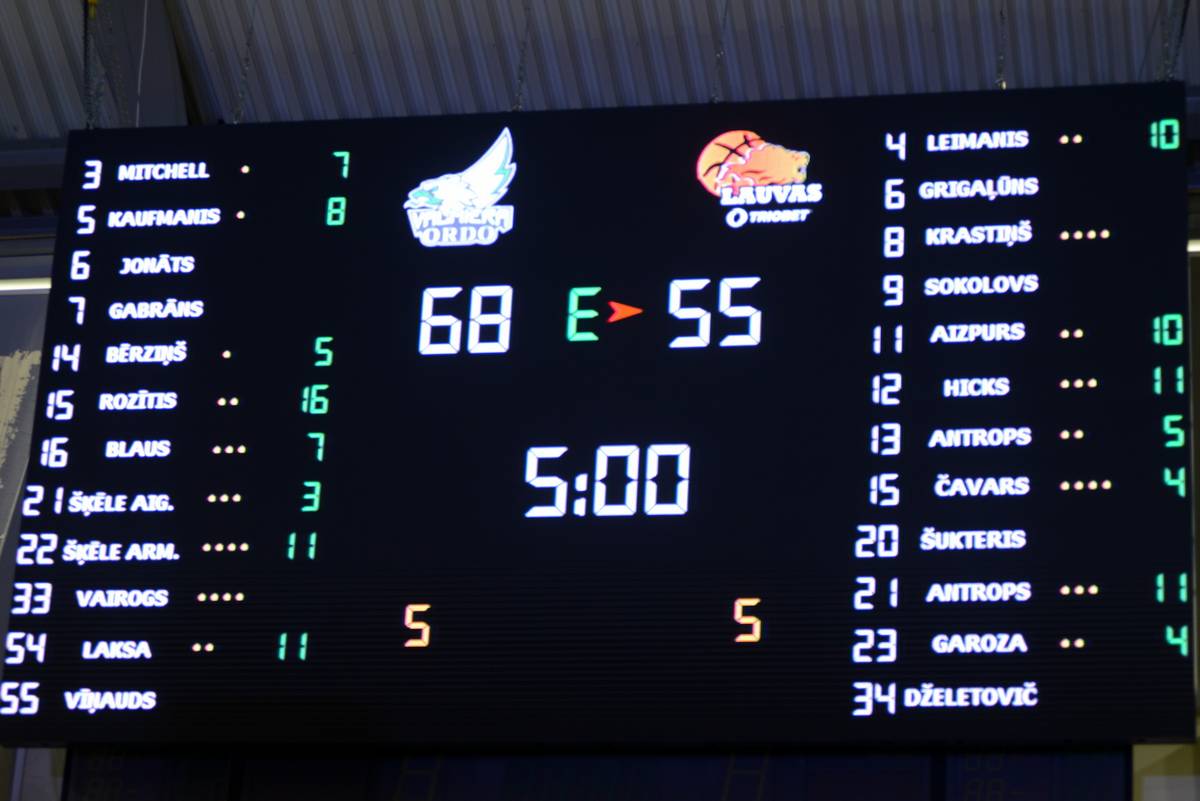 3 MITCHELL • 7
5 KAUFMANIS • 8
6 JONĀTS
7 GABRĀNS
14 BĒRZIŅŠ • 5
15 ROZĪTIS •• 16
16 BLAUS ••• 7
21 ŠĶĒLE AIG. ••• 3
22 ŠĶĒLE ARM. •••• 11
33 VAIROGS ••••
54 LAKSA •• 11
55 VĪŅAUDS
VALMIERA
ORDO
LAUVAS
TRIOBET
68 E 55
5:00
5 5
4 LEIMANIS •• 10
6 GRIGAĻŪNS
8 KRASTIŅŠ ••••
9 SOKOLOVS
11 AIZPURS •• 10
12 HICKS ••• 11
13 ANTROPS •• 5
15 ČAVARS •••• 4
20 ŠUKTERIS
21 ANTROPS ••• 11
23 GAROZA •• 4
34 DŽELETOVIČ